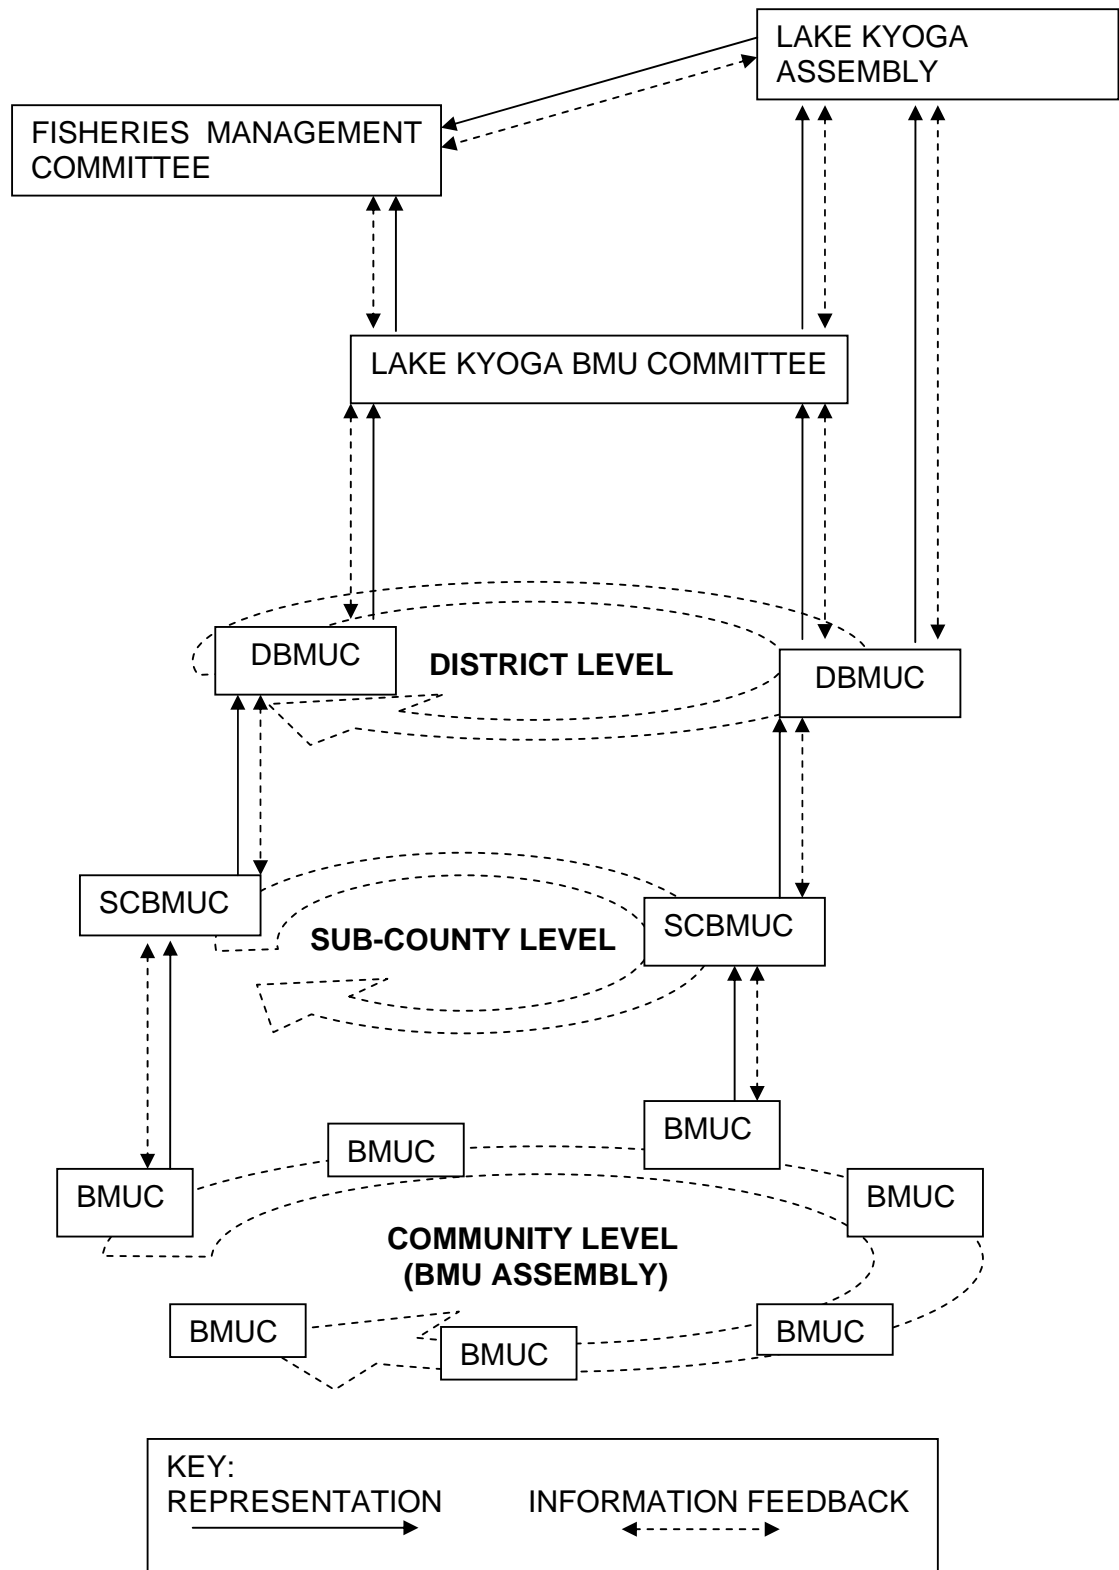 LAKE KYOGA
ASSEMBLY
FISHERIES MANAGEMENT
COMMITTEE
LAKE KYOGA BMU COMMITTEE
DBMUC
DISTRICT LEVEL
DBMUC
SCBMUC
SUB-COUNTY LEVEL
SCBMUC
BMUC
BMUC
BMUC
BMUC
COMMUNITY LEVEL
(BMU ASSEMBLY)
BMUC
BMUC
BMUC
KEY:
REPRESENTATION INFORMATION FEEDBACK